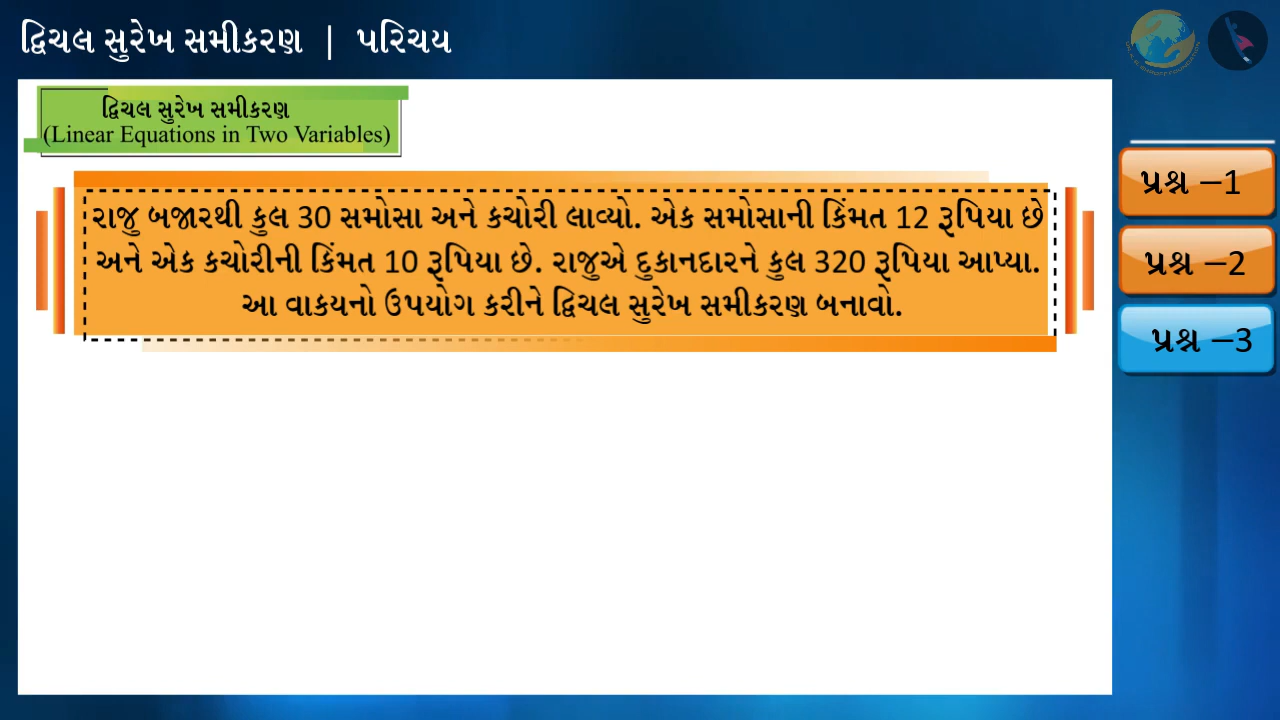 દ્વિચલ સુરેખ સમીકરણ | પરિચય
દ્વિચલ સુરેખ સમીકરણ
(Linear Equations in Two Variables)
રાજુ બજારથી કુલ 30 સમોસા અને કચોરી લાવ્યો. એક સમોસાની કિંમત 12 રૂપિયા છે
અને એક કચોરીની કિંમત 10 રૂપિયા છે. રાજુએ દુકાનદારને કુલ 320 રૂપિયા આપ્યા.
આ વાક્યનો ઉપયોગ કરીને દ્વિચલ સુરેખ સમીકરણ બનાવો.
પ્રશ્ન –1
પ્રશ્ન –2
પ્રશ્ન –3